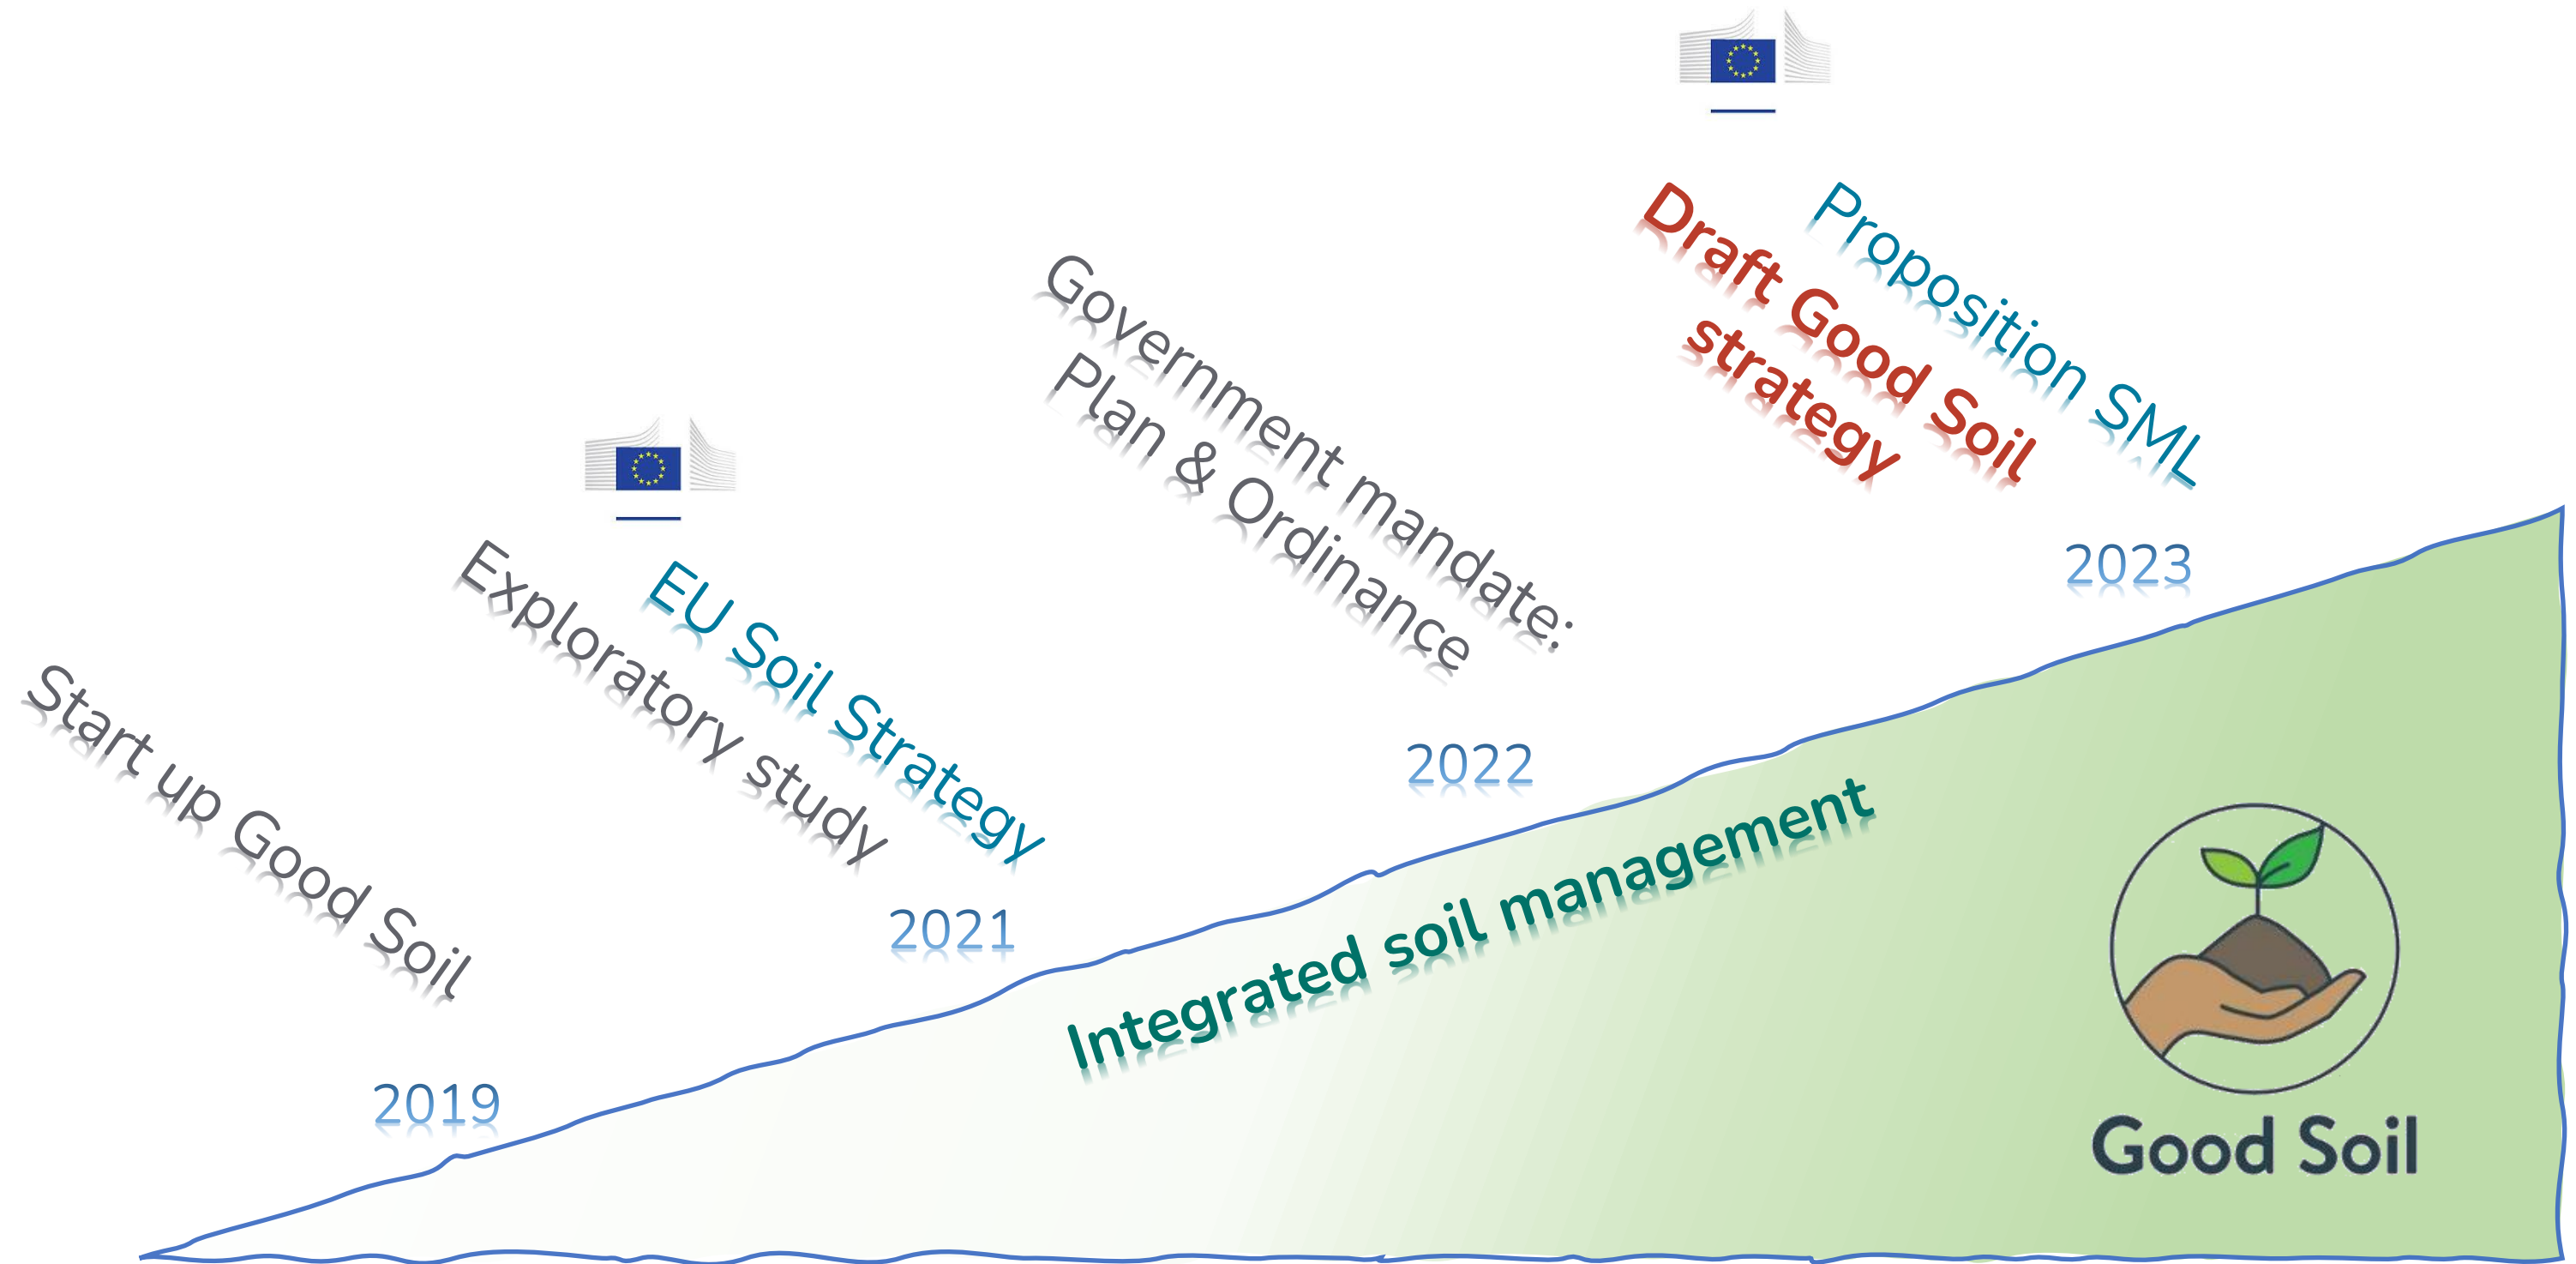 Start up Good Soil
2019
Exploratory study
EU Soil Strategy
2021
Government mandate:
Plan & Ordinance
2022
Draft Good Soil
strategy
Proposition SML
2023
Integrated soil management
Good Soil